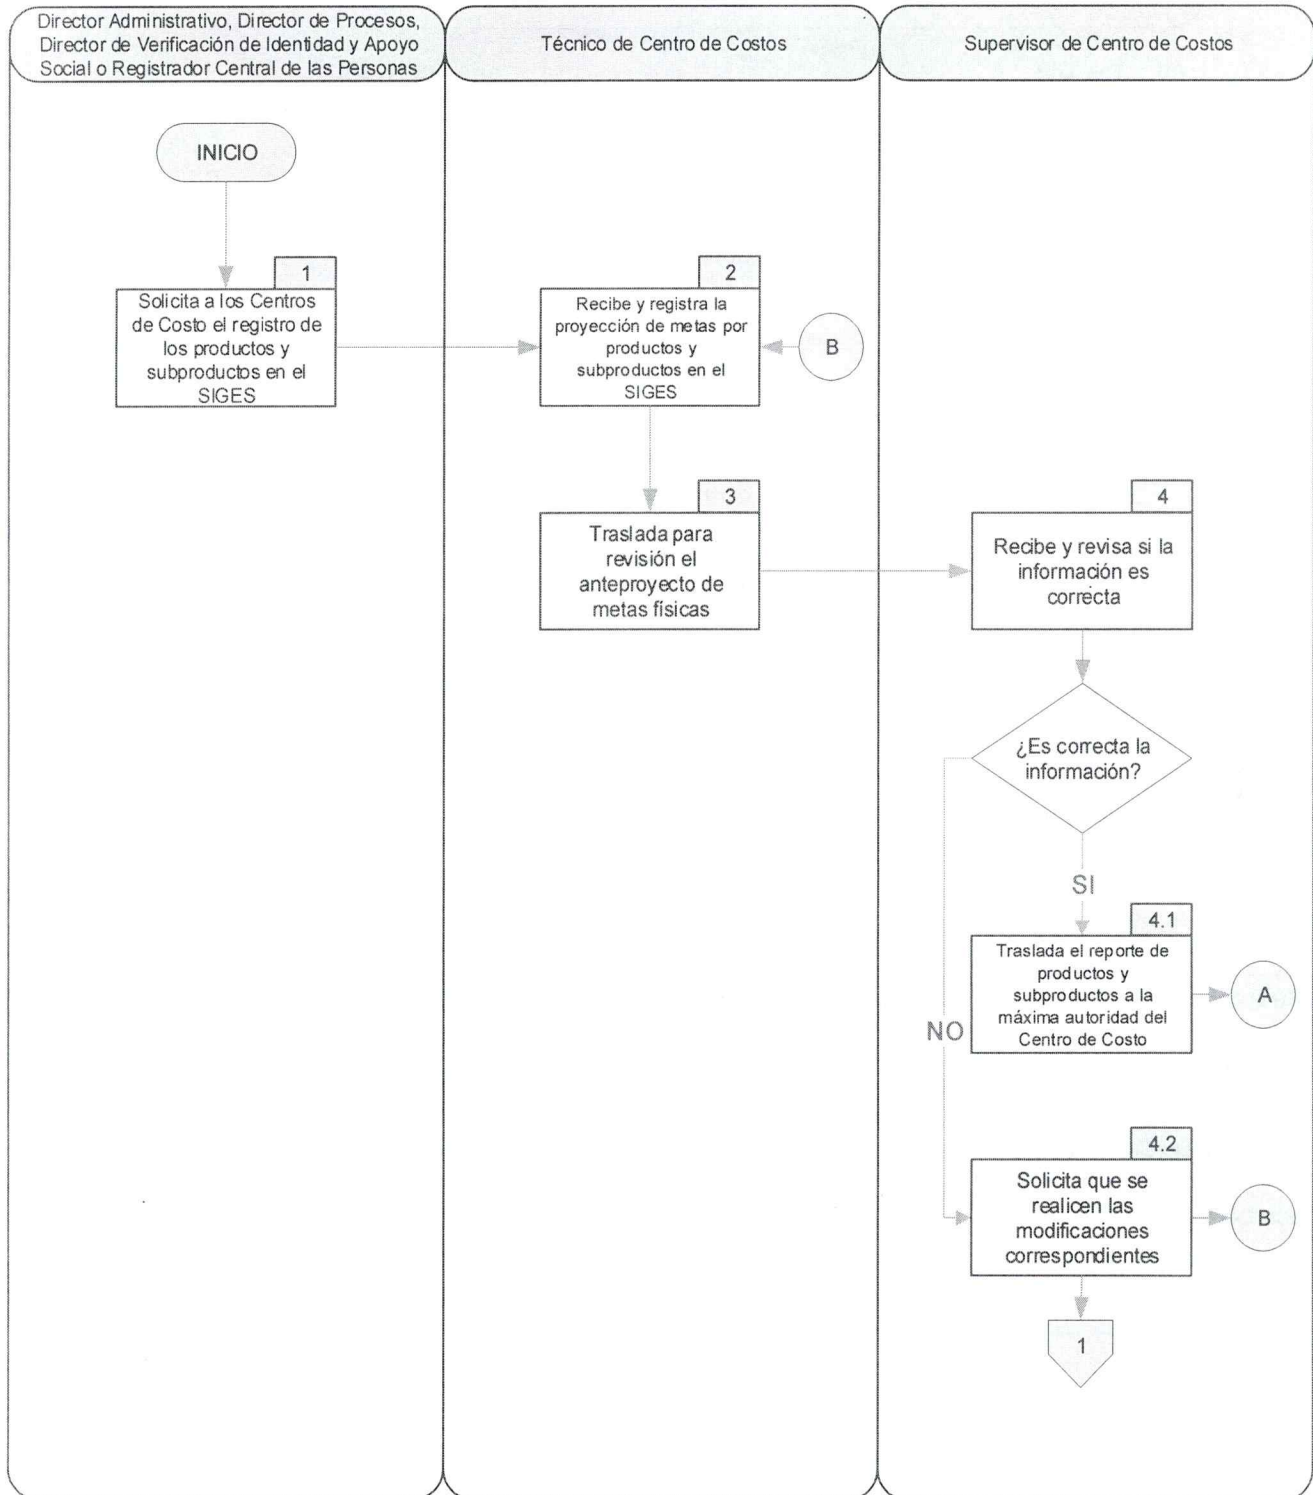 Director Administrativo, Director de Procesos,
Director de Verificación de Identidad y Apoyo
Social o Registrador Central de las Personas
Técnico de Centro de Costos
Supervisor de Centro de Costos
INICIO
1
Solicita a los Centros
de Costo el registro de
los productos y
subproductos en el
SIGES
2
Recibe y registra la
proyección de metas por
productos y
subproductos en el
SIGES
B
3
Traslada para
revisión el
anteproyecto de
metas físicas
4
Recibe y revisa si la
información es
correcta
¿Es correcta la
información?
SI
4.1
Traslada el reporte de
productos y
subproductos a la
máxima autoridad del
Centro de Costo
A
NO
4.2
Solicita que se
realicen las
modificaciones
correspondientes
B
1